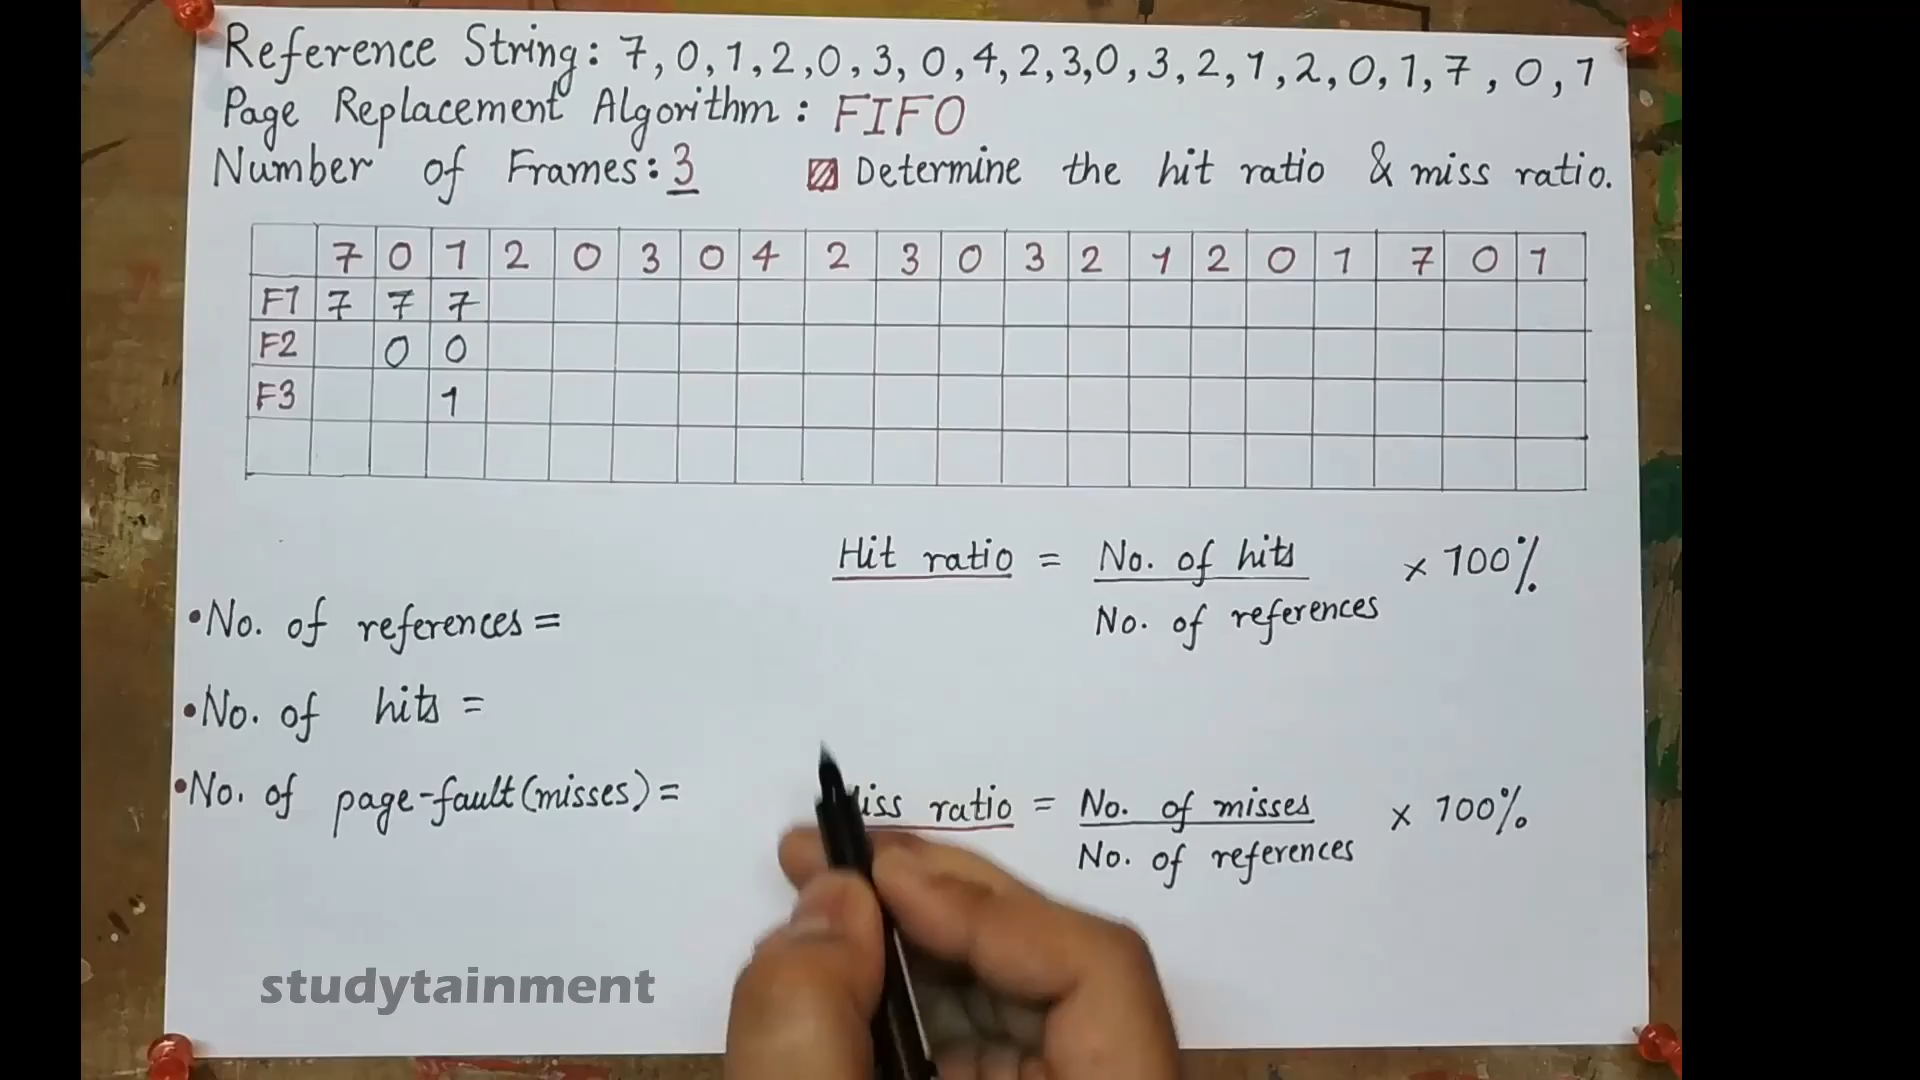 Reference String: 7, 0, 1, 2, 0, 3, 0, 4, 2, 3, 0, 3, 2, 1, 2, 0, 1, 7, 0, 1
Page Replacement Algorithm: FIFO
Number of Frames: 3 Determine the hit ratio & miss ratio.
7 0 1 2 0 3 0 4 2 3 0 3 2 1 2 0 1 7 0 1
F1 7 7 7
F2 0 0
F3 1
Hit ratio = No. of hits × 100%
No. of references
• No. of references =
• No. of hits =
• No. of page-fault (misses) =
ratio = No. of misses × 100%
No. of references
studytainment